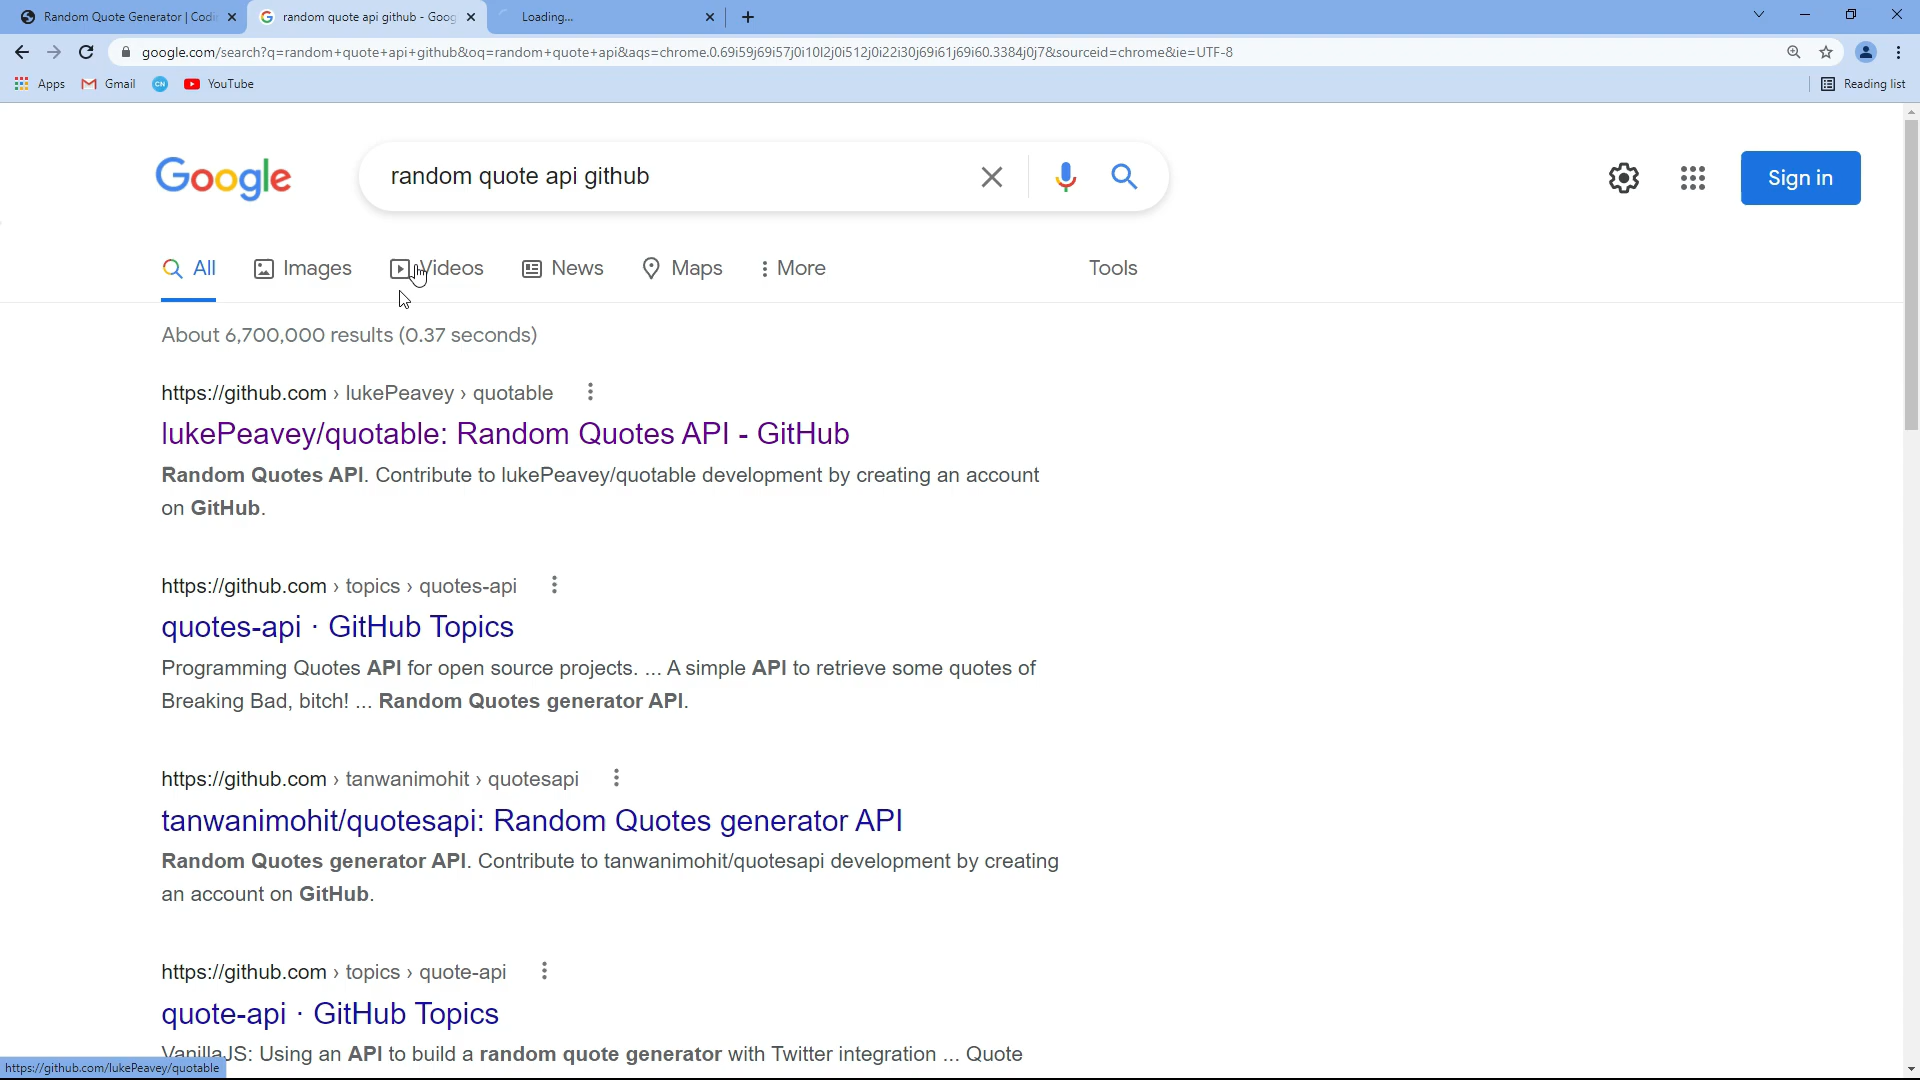 Random Quote Generator | Codi
random quote api github - Goog
Loading...
google.com/search?q=random+quote+api+github&oq=random+quote+api&aqs=chrome.0.69i59j69i57j0i10l2j0i512j0i22i30j69i61j69i60.3384j0j7&sourceid=chrome&ie=UTF-8
Apps
Gmail
CN
YouTube
Reading list
Google
random quote api github
Sign in
All
Images
Videos
News
Maps
More
Tools
About 6,700,000 results (0.37 seconds)
https://github.com › lukePeavey › quotable
lukePeavey/quotable: Random Quotes API - GitHub
Random Quotes API. Contribute to lukePeavey/quotable development by creating an account
on GitHub.
https://github.com › topics › quotes-api
quotes-api · GitHub Topics
Programming Quotes API for open source projects. ... A simple API to retrieve some quotes of
Breaking Bad, bitch! ... Random Quotes generator API.
https://github.com › tanwanimohit › quotesapi
tanwanimohit/quotesapi: Random Quotes generator API
Random Quotes generator API. Contribute to tanwanimohit/quotesapi development by creating
an account on GitHub.
https://github.com › topics › quote-api
quote-api · GitHub Topics
VanillaJS: Using an API to build a random quote generator with Twitter integration ... Quote
https://github.com/lukePeavey/quotable